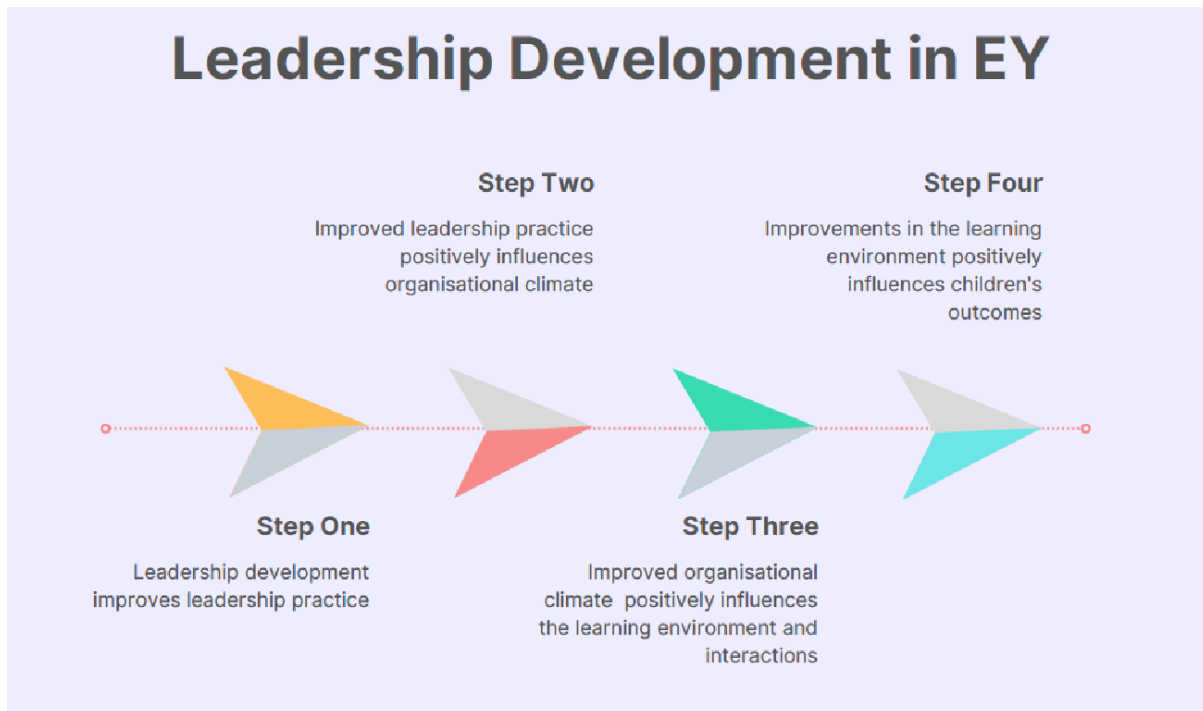 Leadership Development in EY
Step One
Leadership development
improves leadership practice
Step Two
Improved leadership practice
positively influences
organisational climate
Step Three
Improved organisational
climate  positively influences
the learning environment and
interactions
Step Four
Improvements in the learning
environment positively
influences children's
outcomes